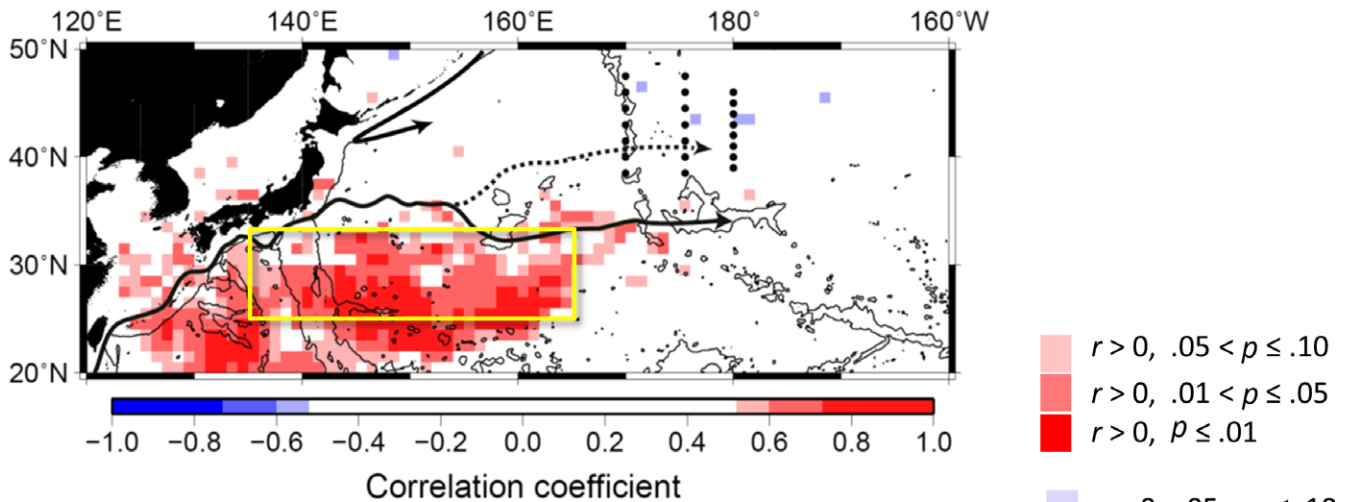 120°E 140°E 160°E 180° 160°W
50°N
40°N
30°N
20°N
−1.0 −0.8 −0.6 −0.4 −0.2 0.0 0.2 0.4 0.6 0.8 1.0
Correlation coefficient
r > 0, .05 < p ≤ .10
r > 0, .01 < p ≤ .05
r > 0, p ≤ .01